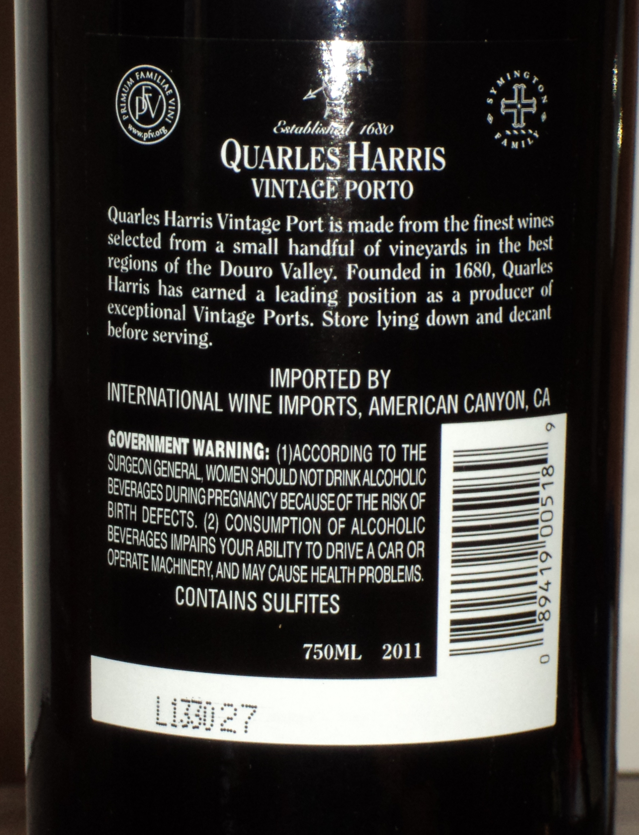 PRIMUM FAMILIAE VINI
PFV
www.pfv.org
SYMINGTON
FAMILY
Established 1680
QUARLES HARRIS
VINTAGE PORTO
Quarles Harris Vintage Port is made from the finest wines
selected from a small handful of vineyards in the best
regions of the Douro Valley. Founded in 1680, Quarles
Harris has earned a leading position as a producer of
exceptional Vintage Ports. Store lying down and decant
before serving.
IMPORTED BY
INTERNATIONAL WINE IMPORTS, AMERICAN CANYON, CA
GOVERNMENT WARNING: (1)ACCORDING TO THE
SURGEON GENERAL, WOMEN SHOULD NOT DRINK ALCOHOLIC
BEVERAGES DURING PREGNANCY BECAUSE OF THE RISK OF
BIRTH DEFECTS. (2) CONSUMPTION OF ALCOHOLIC
BEVERAGES IMPAIRS YOUR ABILITY TO DRIVE A CAR OR
OPERATE MACHINERY, AND MAY CAUSE HEALTH PROBLEMS.
CONTAINS SULFITES
0 89419 00518 9
750ML 2011
L133027